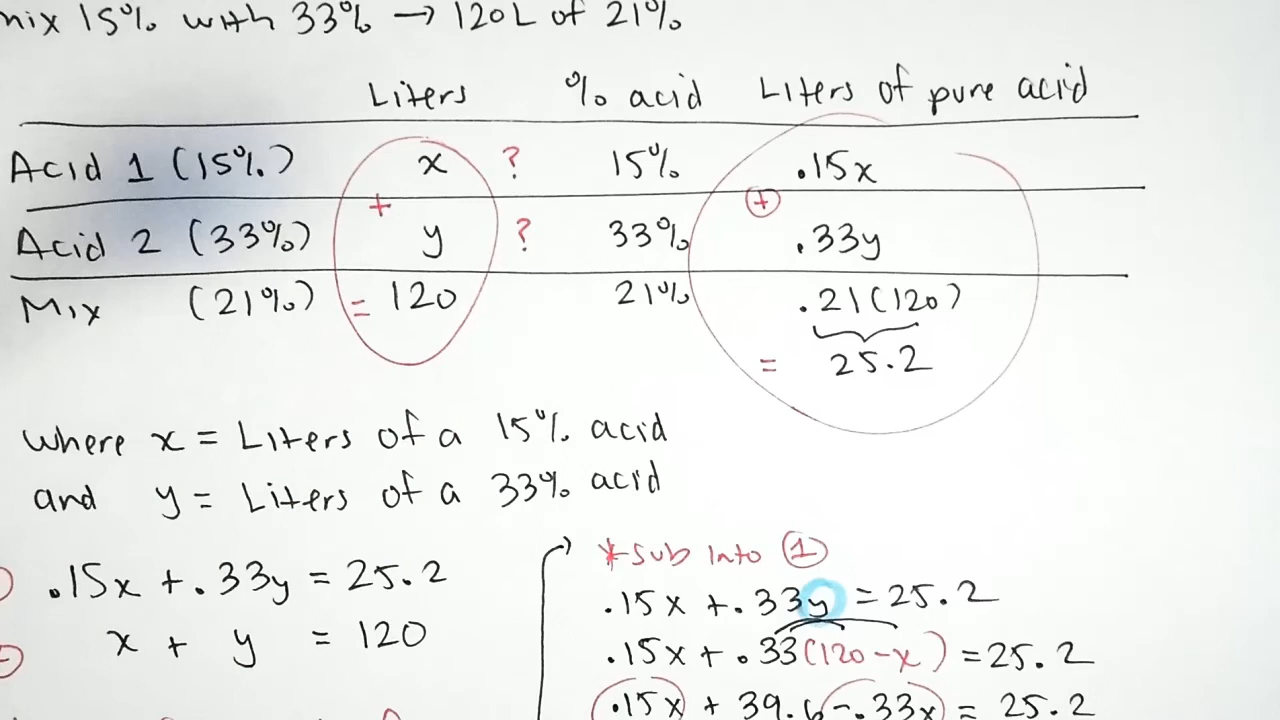 mix 15% with 33% → 120L of 21%
Liters % acid Liters of pure acid
Acid 1 (15%) x ? 15% .15x
+ +
Acid 2 (33%) y ? 33% .33y
Mix (21%) = 120 21% .21(120)
= 25.2
where x = Liters of a 15% acid
and y = Liters of a 33% acid
*Sub into 1
.15x + .33y = 25.2
x + y = 120
.15x + .33y = 25.2
.15x + .33(120-x) = 25.2
.15x + 39.6 - .33x = 25.2